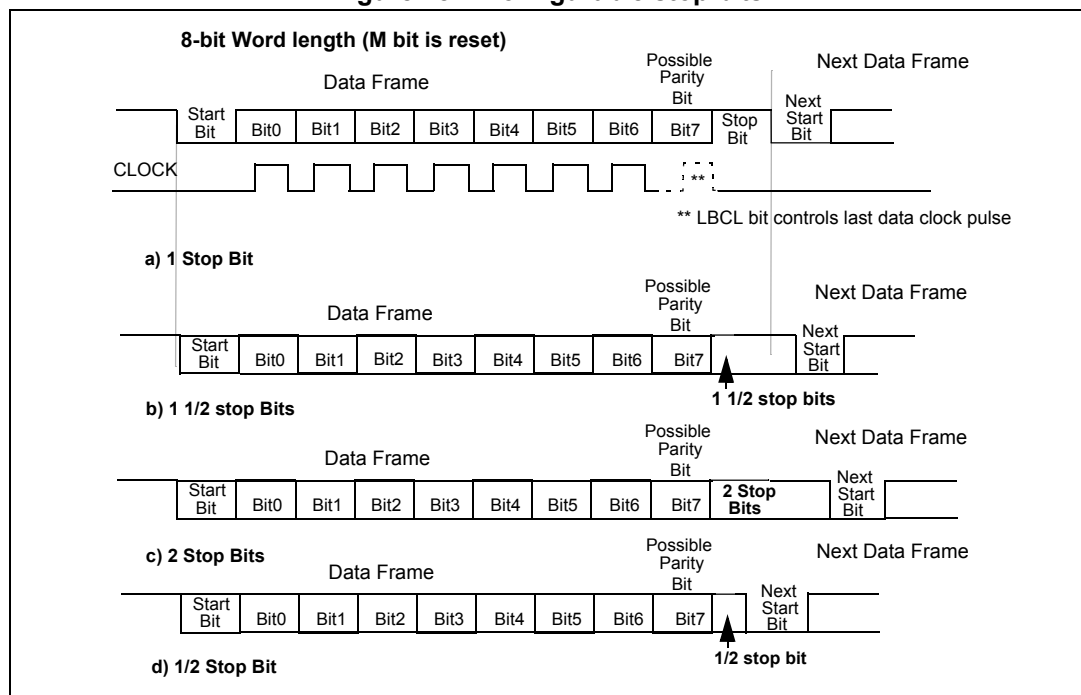 8-bit Word length (M bit is reset)
Possible Parity Bit
Next Data Frame
Data Frame
Start Bit Bit0 Bit1 Bit2 Bit3 Bit4 Bit5 Bit6 Bit7 Stop Bit Next Start Bit
CLOCK
**
** LBCL bit controls last data clock pulse
a) 1 Stop Bit
Possible Parity Bit
Next Data Frame
Data Frame
Start Bit Bit0 Bit1 Bit2 Bit3 Bit4 Bit5 Bit6 Bit7 Next Start Bit
1 1/2 stop bits
b) 1 1/2 stop Bits
Possible Parity Bit
Next Data Frame
Data Frame
Start Bit Bit0 Bit1 Bit2 Bit3 Bit4 Bit5 Bit6 Bit7 2 Stop Bits Next Start Bit
c) 2 Stop Bits
Possible Parity Bit
Next Data Frame
Data Frame
Start Bit Bit0 Bit1 Bit2 Bit3 Bit4 Bit5 Bit6 Bit7 Next Start Bit
1/2 stop bit
d) 1/2 Stop Bit